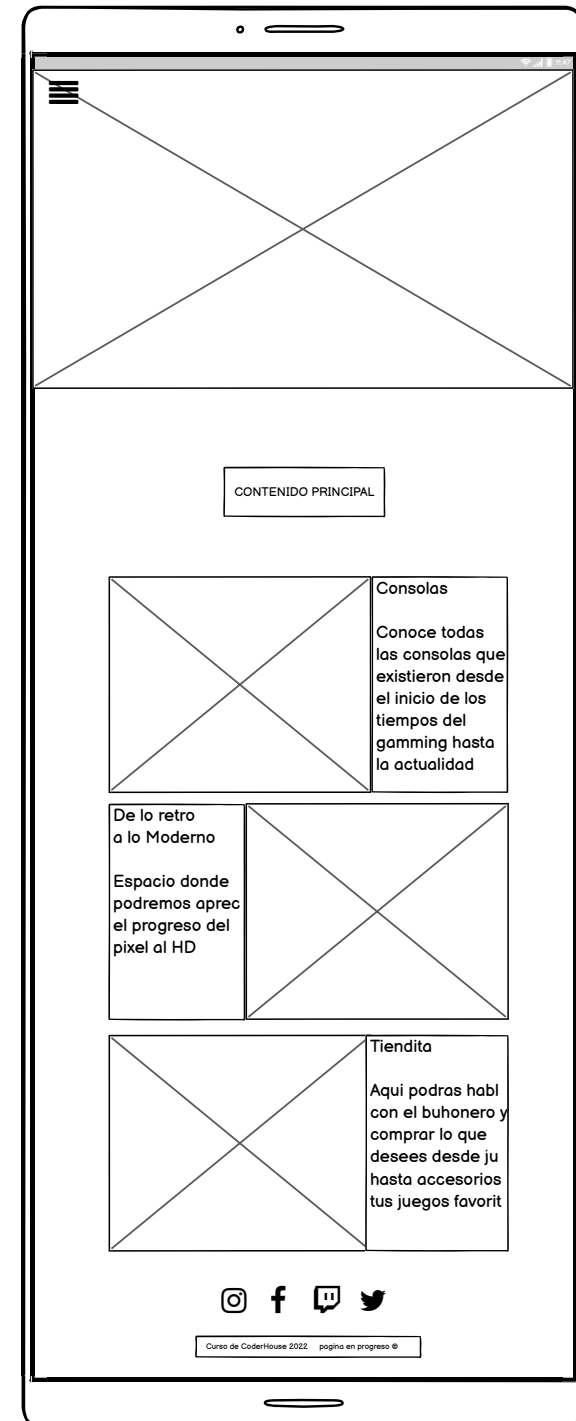 11:47
CONTENIDO PRINCIPAL
Consolas
Conoce todas
las consolas que
existieron desde
el inicio de los
tiempos del
gamming hasta
la actualidad
De lo retro
a lo Moderno
Espacio donde
podremos aprec
el progreso del
pixel al HD
Tiendita
Aqui podras habl
con el buhonero y
comprar lo que
desees desde ju
hasta accesorios
tus juegos favorit
Curso de CoderHouse 2022 pagina en progreso ©